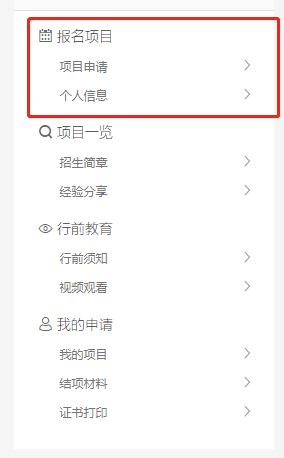 报名项目
项目申请
个人信息
项目一览
招生简章
经验分享
行前教育
行前须知
视频观看
我的申请
我的项目
结项材料
证书打印